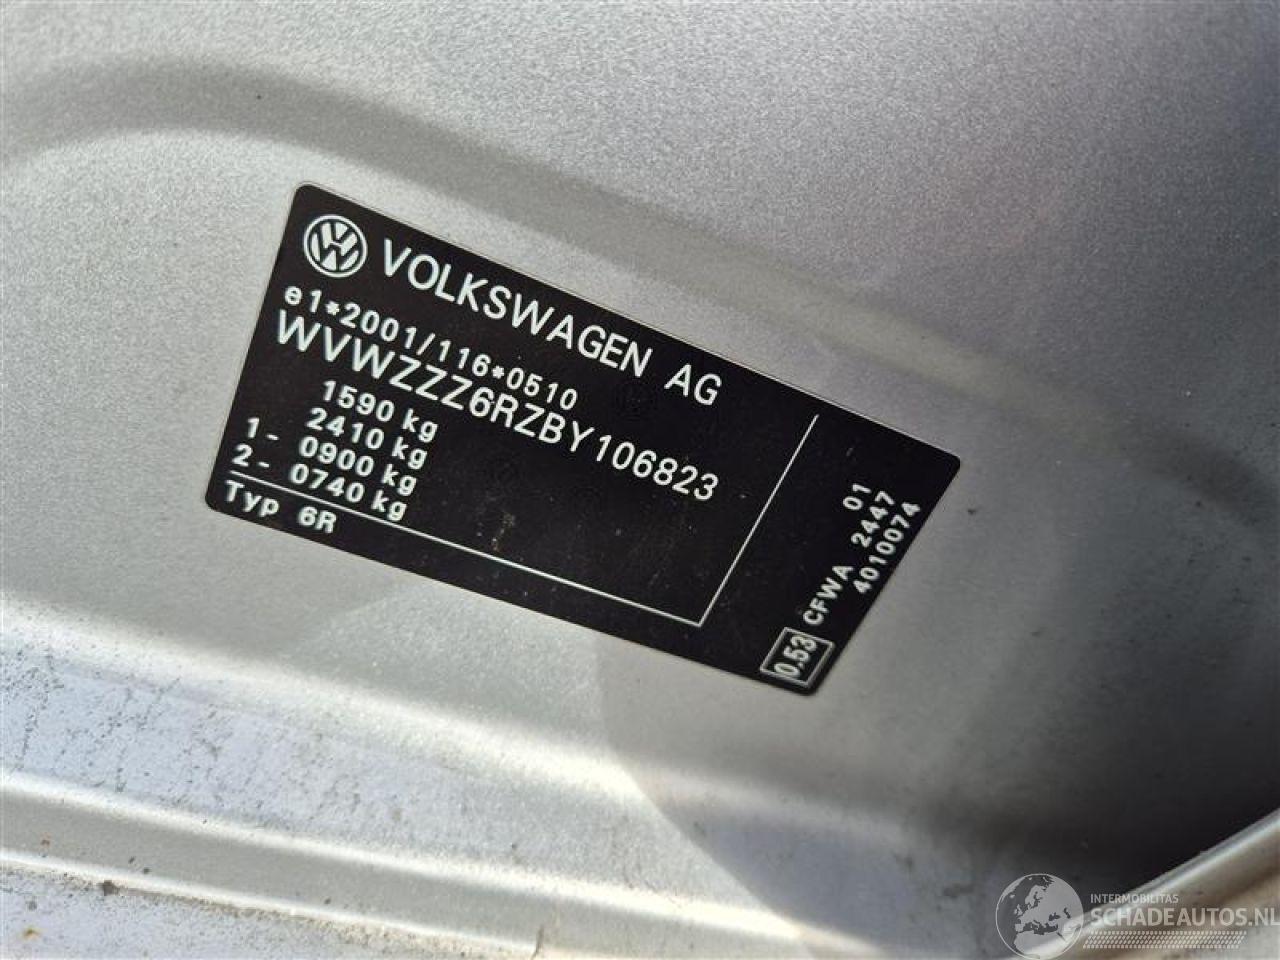 VOLKSWAGEN AG
e1*2001/116*0510
WVWZZZ6RZBY106823
1590 kg
2410 kg
1- 0900 kg
2- 0740 kg
Typ 6R
01
CFWA 2447
4010074
0.53
INTERMOBILITAS
SCHADEAUTOS.NL